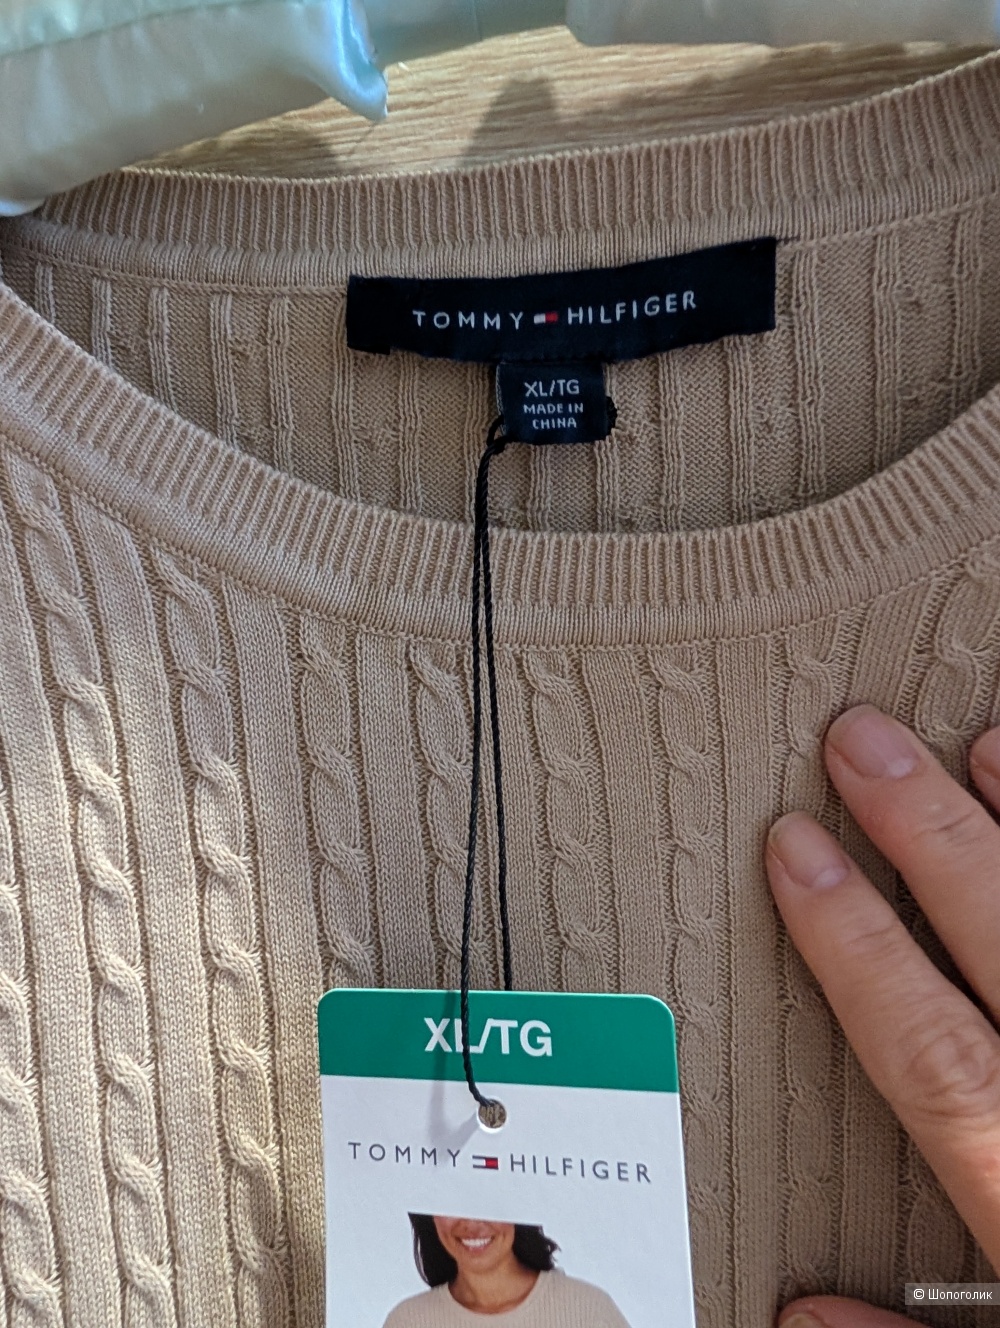 TOMMY HILFIGER
XL/TG
MADE IN
CHINA
XL/TG
TOMMY HILFIGER
© Шопоголик